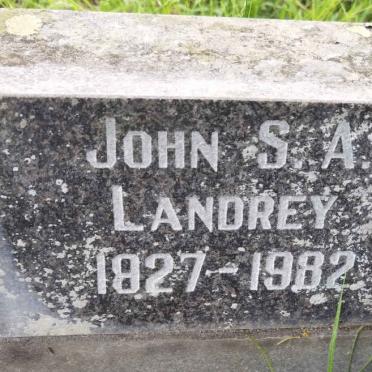 JOHN S. A
LANDREY
1827-1982